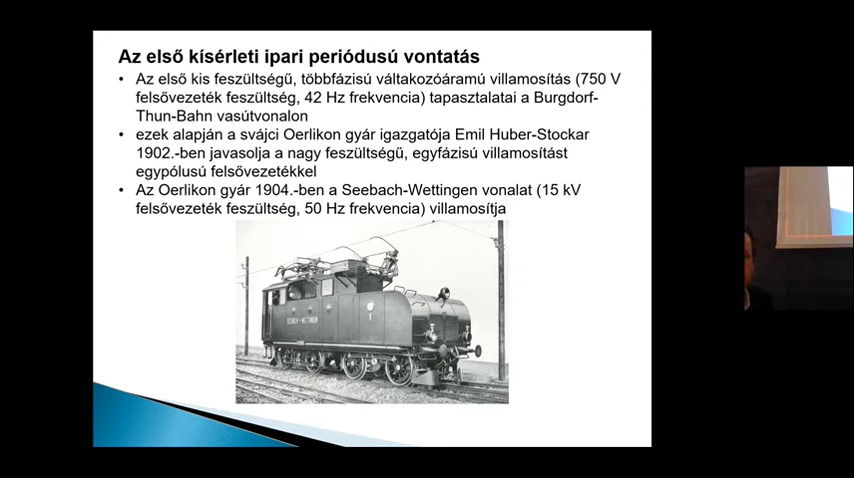 Az első kísérleti ipari periódusú vontatás
• Az első kis feszültségű, többfázisú váltakozóáramú villamosítás (750 V
felsővezeték feszültség, 42 Hz frekvencia) tapasztalatai a Burgdorf-
Thun-Bahn vasútvonalon
• ezek alapján a svájci Oerlikon gyár igazgatója Emil Huber-Stockar
1902.-ben javasolja a nagy feszültségű, egyfázisú villamosítást
egypólusú felsővezetékkel
• Az Oerlikon gyár 1904.-ben a Seebach-Wettingen vonalat (15 kV
felsővezeték feszültség, 50 Hz frekvencia) villamosítja
SEEBACH-WETTINGEN
1